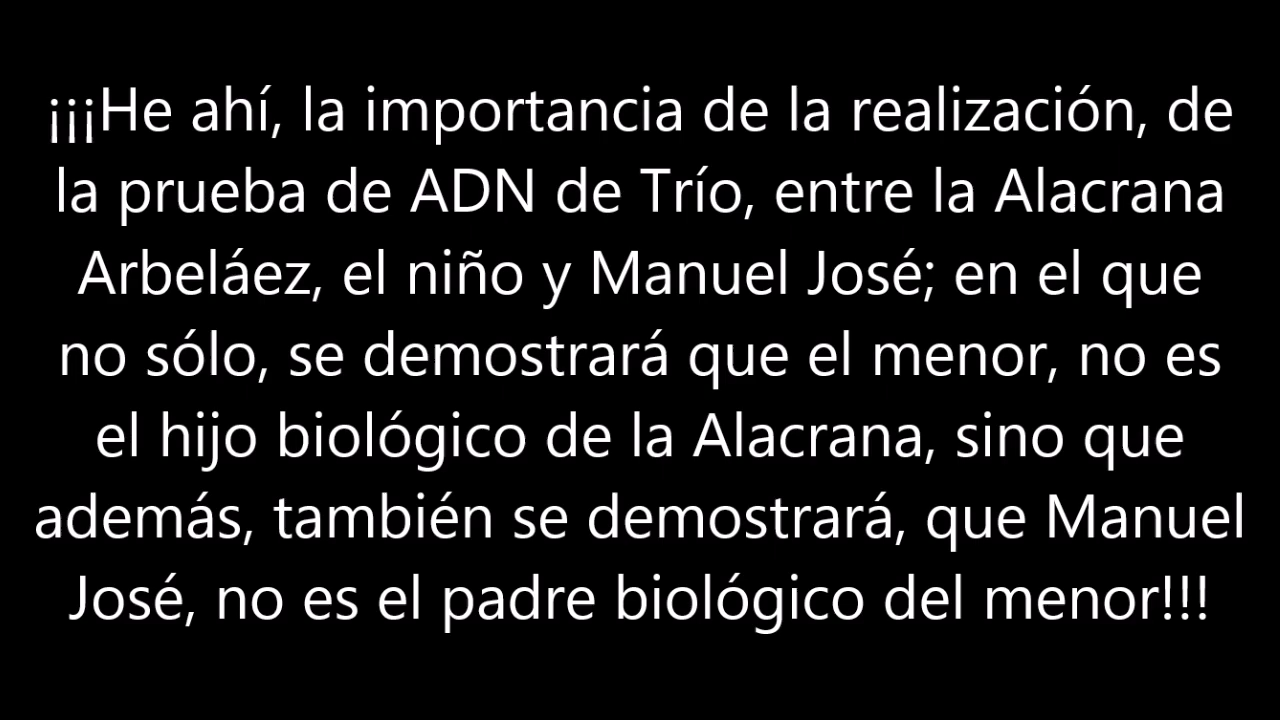 ¡¡¡He ahí, la importancia de la realización, de
la prueba de ADN de Trío, entre la Alacrana
Arbeláez, el niño y Manuel José; en el que
no sólo, se demostrará que el menor, no es
el hijo biológico de la Alacrana, sino que
además, también se demostrará, que Manuel
José, no es el padre biológico del menor!!!